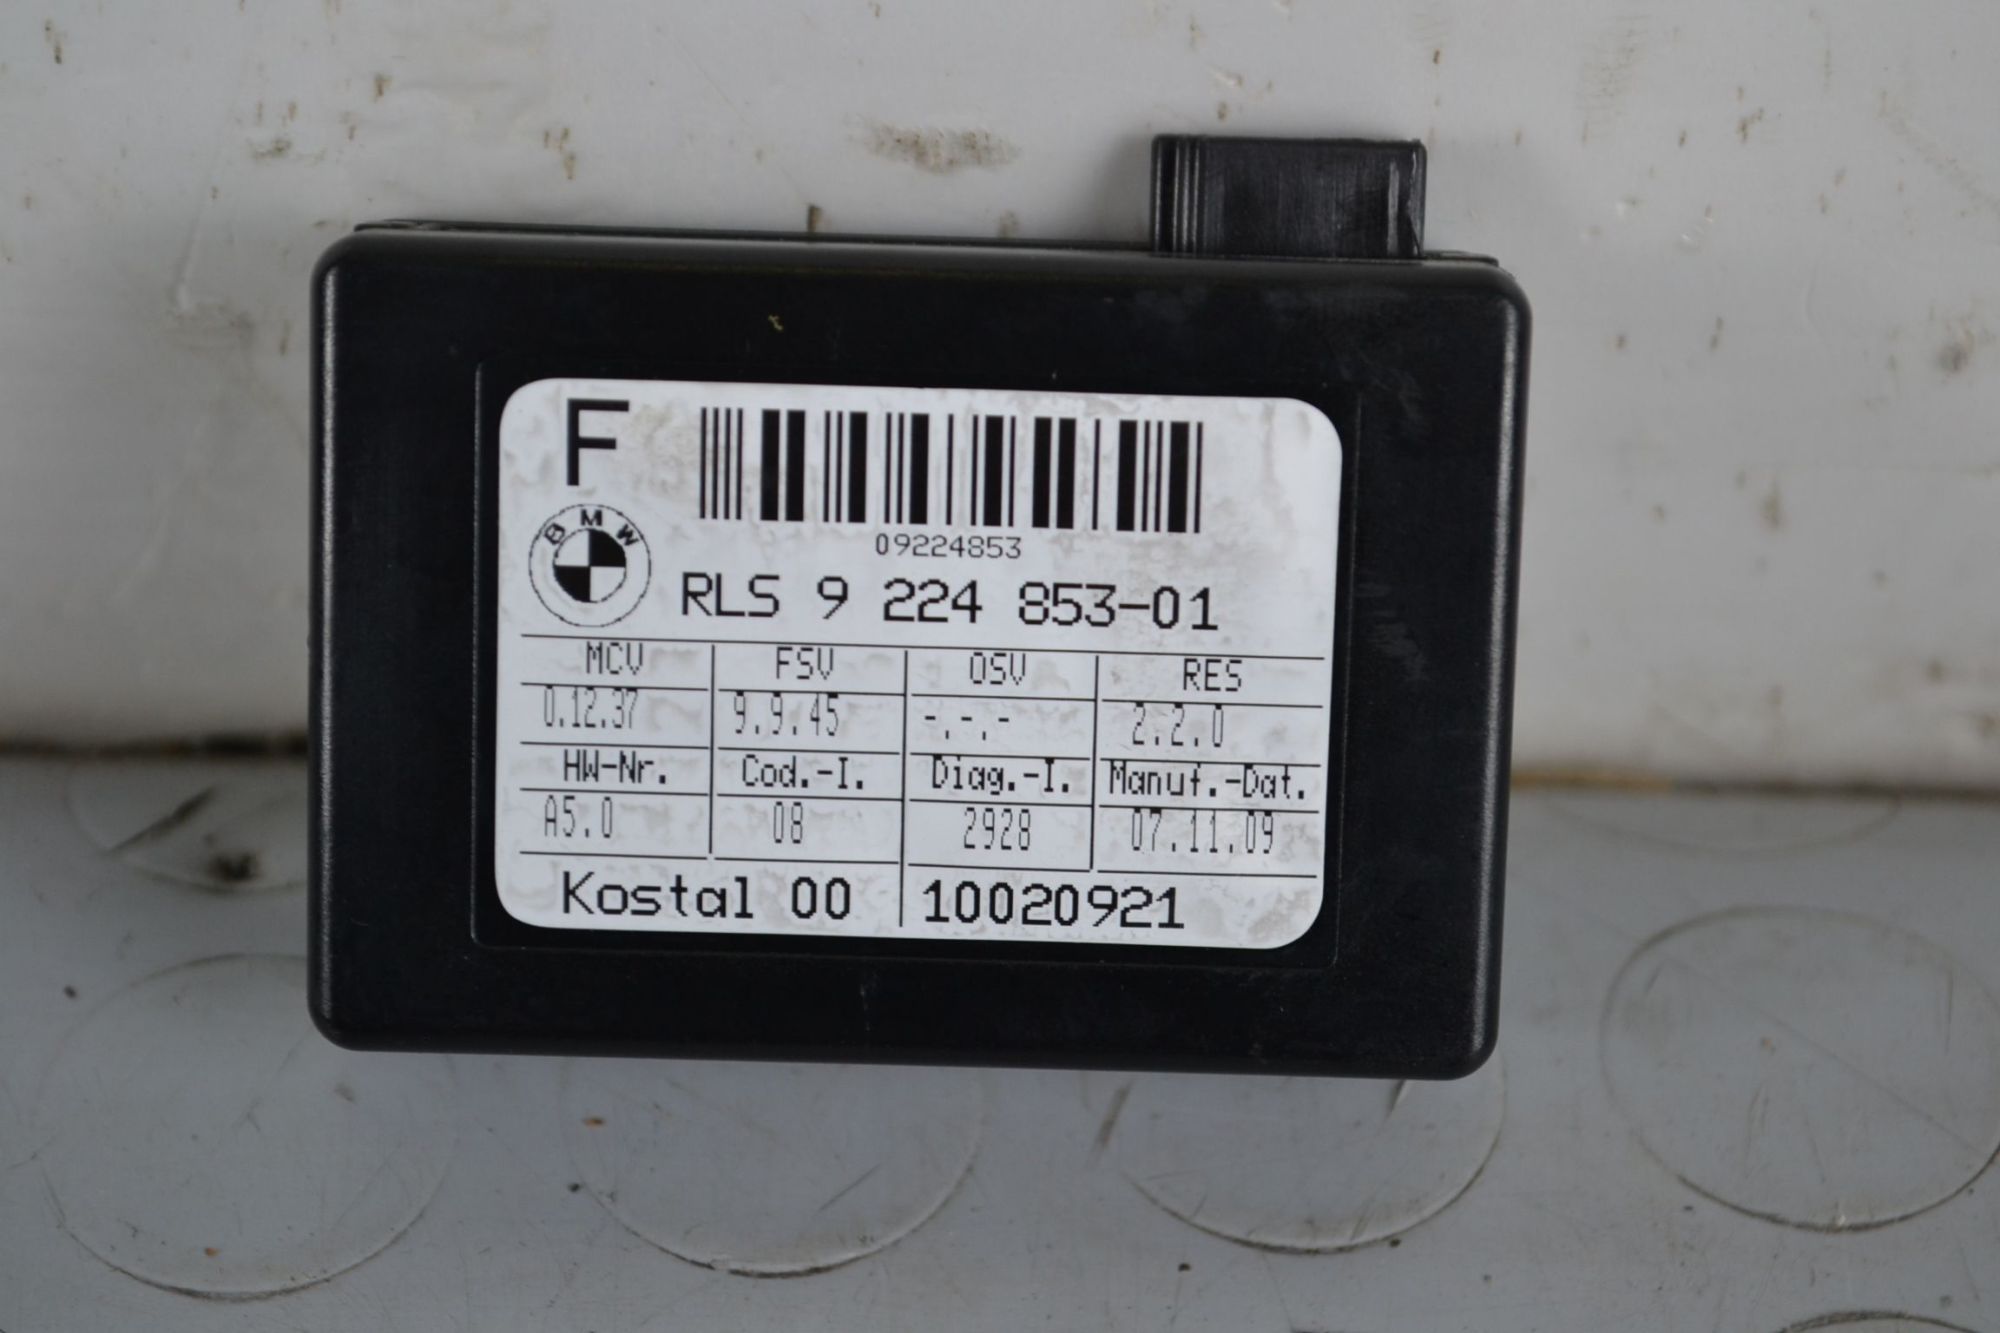 F
BMW
09224853
RLS 9 224 853-01
MCV FSV OSV RES
0.12.37 9.9.45 -.-.- 2.2.0
HW-Nr. Cod.-I. Diag.-I. Manuf.-Dat.
A5.0 08 2928 07.11.09
Kostal 00 10020921